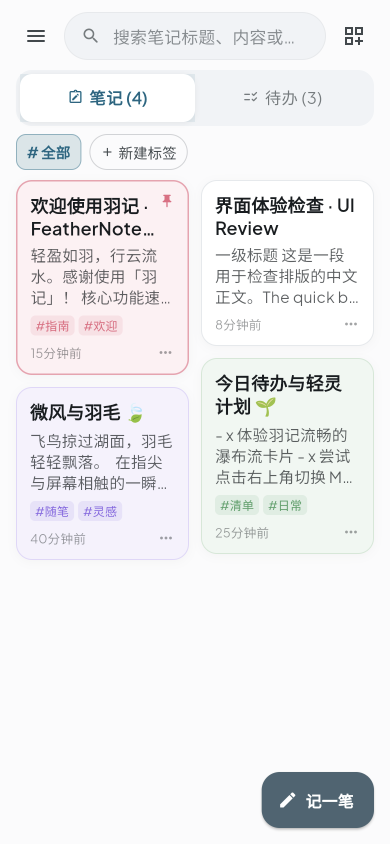 搜索笔记标题、内容或...
笔记 (4)
待办 (3)
#全部
+ 新建标签
欢迎使用羽记 ·
FeatherNote…
轻盈如羽，行云流
水。感谢使用「羽
记」！ 核心功能速…
#指南 #欢迎
15分钟前
界面体验检查 · UI
Review
一级标题 这是一段
用于检查排版的中文
正文。The quick b…
8分钟前
微风与羽毛 🍃
飞鸟掠过湖面，羽毛
轻轻飘落。 在指尖
与屏幕相触的一瞬…
#随笔 #灵感
40分钟前
今日待办与轻灵
计划 🌱
- x 体验羽记流畅的
瀑布流卡片 - x 尝试
点击右上角切换 M…
#清单 #日常
25分钟前
记一笔